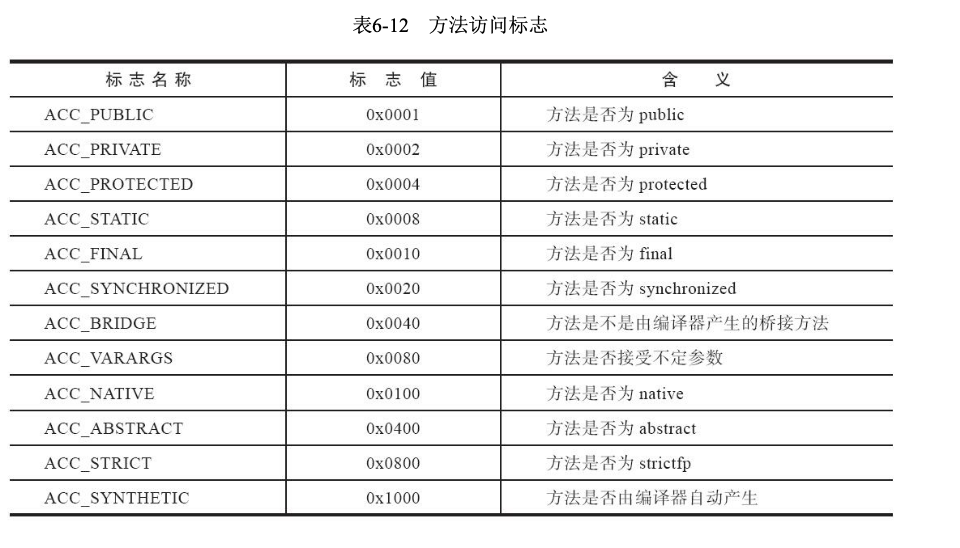 表6-12 方法访问标志
标志名称 标 志 值 含 义
ACC_PUBLIC 0x0001 方法是否为 public
ACC_PRIVATE 0x0002 方法是否为 private
ACC_PROTECTED 0x0004 方法是否为 protected
ACC_STATIC 0x0008 方法是否为 static
ACC_FINAL 0x0010 方法是否为 final
ACC_SYNCHRONIZED 0x0020 方法是否为 synchronized
ACC_BRIDGE 0x0040 方法是不是由编译器产生的桥接方法
ACC_VARARGS 0x0080 方法是否接受不定参数
ACC_NATIVE 0x0100 方法是否为 native
ACC_ABSTRACT 0x0400 方法是否为 abstract
ACC_STRICT 0x0800 方法是否为 strictfp
ACC_SYNTHETIC 0x1000 方法是否由编译器自动产生